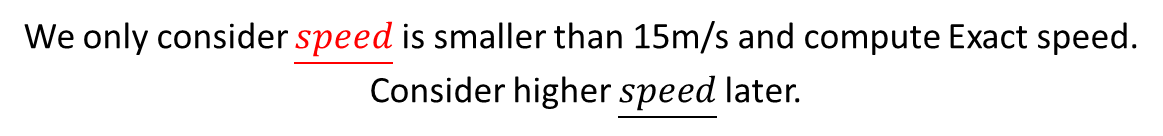 We only consider speed is smaller than 15m/s and compute Exact speed.
Consider higher speed later.